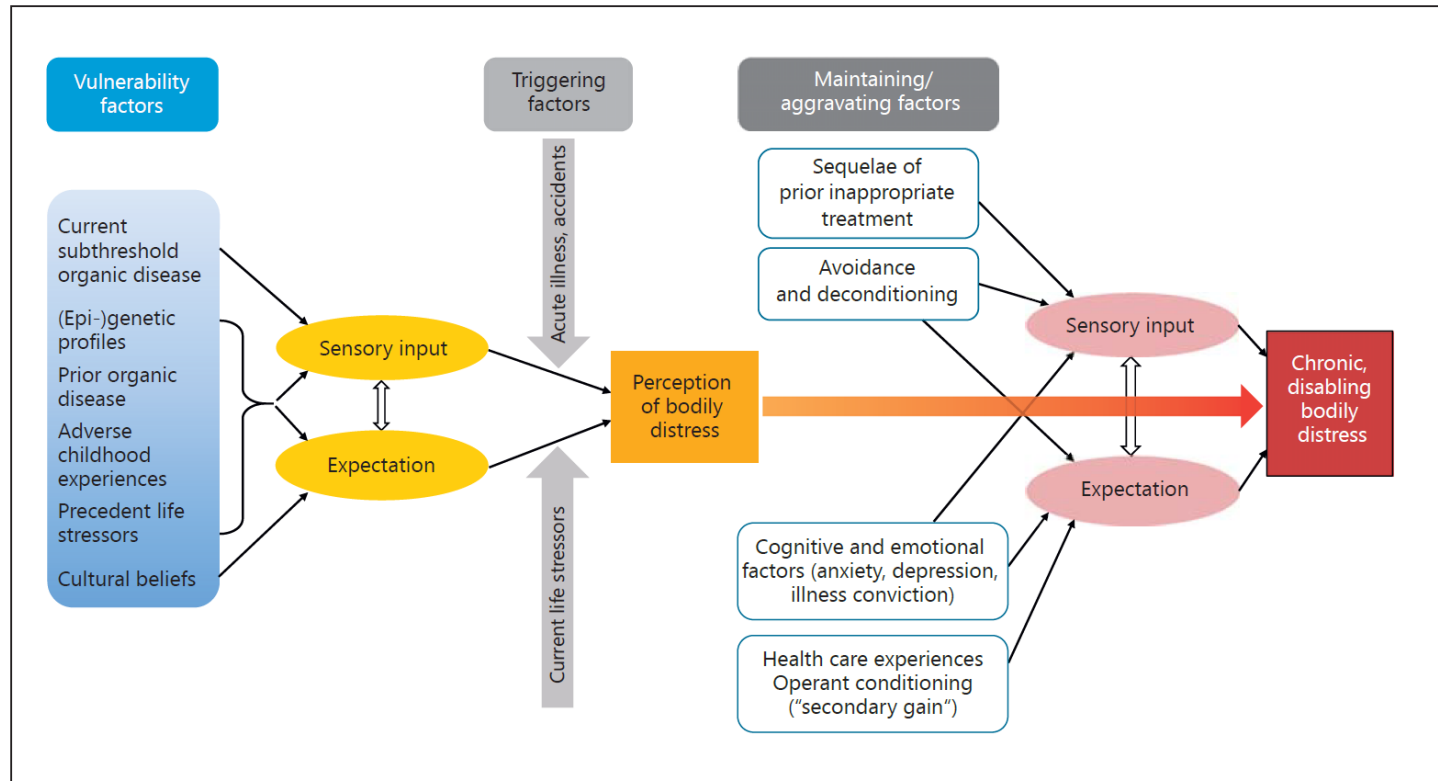 Vulnerability
factors
Triggering
factors
Maintaining/
aggravating factors
Current
subthreshold
organic disease
(Epi-)genetic
profiles
Prior organic
disease
Adverse
childhood
experiences
Precedent life
stressors
Cultural beliefs
Sensory input
Expectation
Acute illness, accidents
Current life stressors
Perception
of bodily
distress
Sequelae of
prior inappropriate
treatment
Avoidance
and deconditioning
Sensory input
Expectation
Cognitive and emotional
factors (anxiety, depression,
illness conviction)
Health care experiences
Operant conditioning
(“secondary gain“)
Chronic,
disabling
bodily
distress